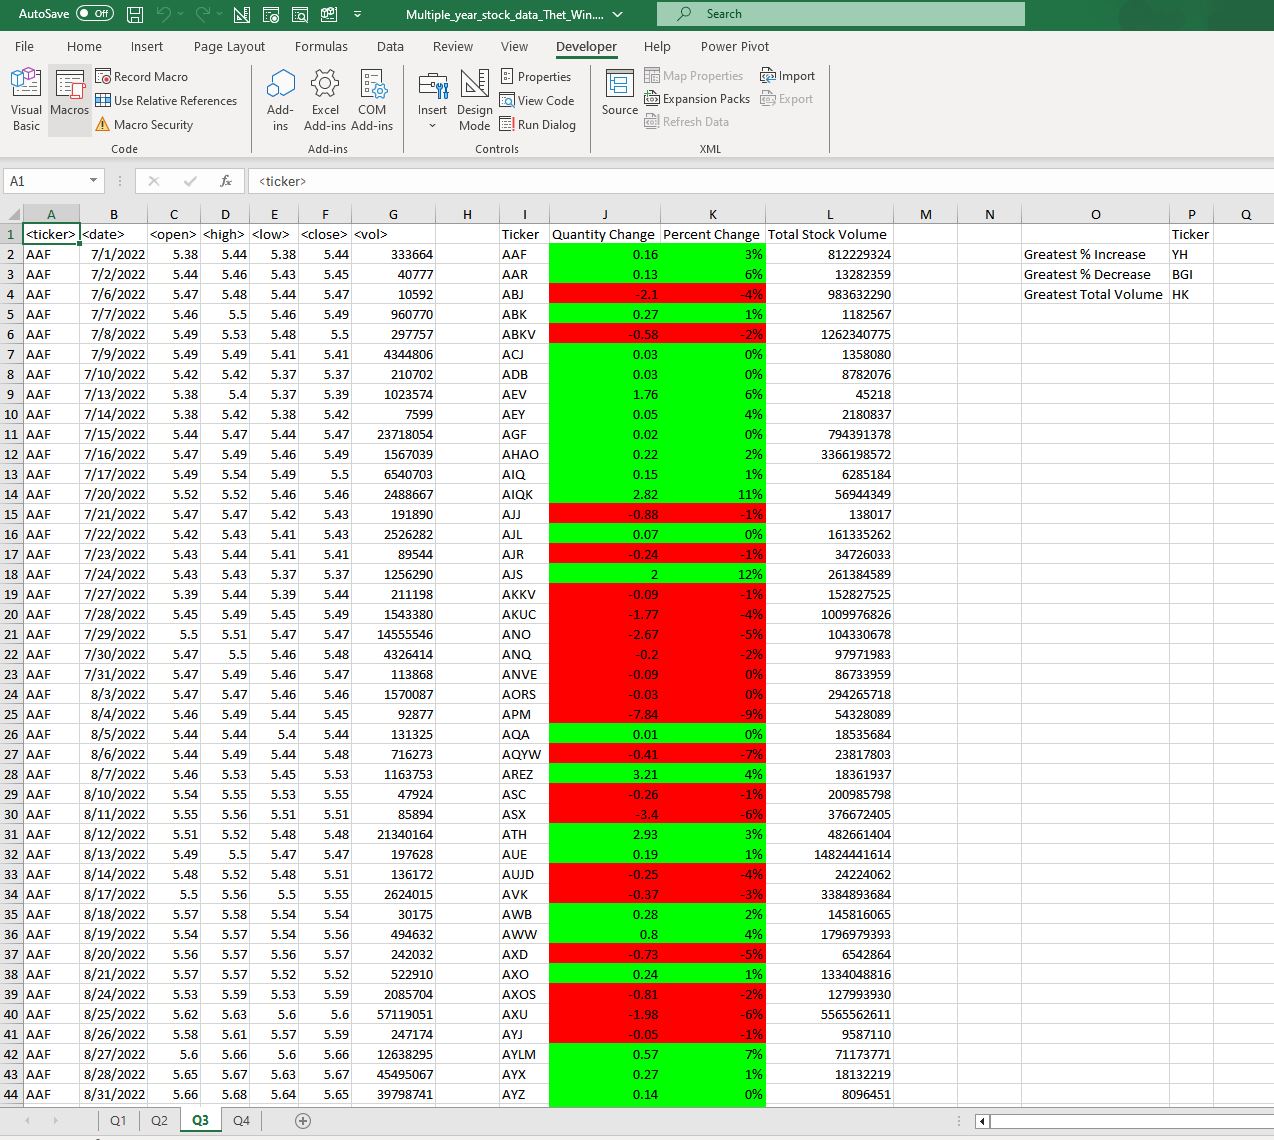 AutoSave Off Multiple_year_stock_data_Thet_Win.... Search
File Home Insert Page Layout Formulas Data Review View Developer Help Power Pivot
Visual Basic Macros Record Macro Use Relative References Macro Security Code
Add-ins Excel Add-ins COM Add-ins Add-ins
Insert Design Mode Properties View Code Run Dialog Controls
Source Map Properties Expansion Packs Refresh Data Import Export XML
A1 fx <ticker>
A B C D E F G H I J K L M N O P Q
1 <ticker> <date> <open> <high> <low> <close> <vol> Ticker Quantity Change Percent Change Total Stock Volume Ticker
2 AAF 7/1/2022 5.38 5.44 5.38 5.44 333664 AAF 0.16 3% 812229324 Greatest % Increase YH
3 AAF 7/2/2022 5.44 5.46 5.43 5.45 40777 AAR 0.13 6% 13282359 Greatest % Decrease BGI
4 AAF 7/6/2022 5.47 5.48 5.44 5.47 10592 ABJ -2.1 -4% 983632290 Greatest Total Volume HK
5 AAF 7/7/2022 5.46 5.5 5.46 5.49 960770 ABK 0.27 1% 1182567
6 AAF 7/8/2022 5.49 5.53 5.48 5.5 297757 ABKV -0.58 -2% 1262340775
7 AAF 7/9/2022 5.49 5.49 5.41 5.41 4344806 ACJ 0.03 0% 1358080
8 AAF 7/10/2022 5.42 5.42 5.37 5.37 210702 ADB 0.03 0% 8782076
9 AAF 7/13/2022 5.38 5.4 5.37 5.39 1023574 AEV 1.76 6% 45218
10 AAF 7/14/2022 5.38 5.42 5.38 5.42 7599 AEY 0.05 4% 2180837
11 AAF 7/15/2022 5.44 5.47 5.44 5.47 23718054 AGF 0.02 0% 794391378
12 AAF 7/16/2022 5.47 5.49 5.46 5.49 1567039 AHAO 0.22 2% 3366198572
13 AAF 7/17/2022 5.49 5.54 5.49 5.5 6540703 AIQ 0.15 1% 6285184
14 AAF 7/20/2022 5.52 5.52 5.46 5.46 2488667 AIQK 2.82 11% 56944349
15 AAF 7/21/2022 5.47 5.47 5.42 5.43 191890 AJJ -0.88 -1% 138017
16 AAF 7/22/2022 5.42 5.43 5.41 5.43 2526282 AJL 0.07 0% 161335262
17 AAF 7/23/2022 5.43 5.44 5.41 5.41 89544 AJR -0.24 -1% 34726033
18 AAF 7/24/2022 5.43 5.43 5.37 5.37 1256290 AJS 2 12% 261384589
19 AAF 7/27/2022 5.39 5.44 5.39 5.44 211198 AKKV -0.09 -1% 152827525
20 AAF 7/28/2022 5.45 5.49 5.45 5.49 1543380 AKUC -1.77 -4% 1009976826
21 AAF 7/29/2022 5.5 5.51 5.47 5.47 14555546 ANO -2.67 -5% 104330678
22 AAF 7/30/2022 5.47 5.5 5.46 5.48 4326414 ANQ -0.2 -2% 97971983
23 AAF 7/31/2022 5.47 5.49 5.46 5.47 113868 ANVE -0.09 0% 86733959
24 AAF 8/3/2022 5.47 5.47 5.46 5.46 1570087 AORS -0.03 0% 294265718
25 AAF 8/4/2022 5.46 5.49 5.44 5.45 92877 APM -7.84 -9% 54328089
26 AAF 8/5/2022 5.44 5.44 5.4 5.44 131325 AQA 0.01 0% 18535684
27 AAF 8/6/2022 5.44 5.49 5.44 5.48 716273 AQYW -0.41 -7% 23817803
28 AAF 8/7/2022 5.46 5.53 5.45 5.53 1163753 AREZ 3.21 4% 18361937
29 AAF 8/10/2022 5.54 5.55 5.53 5.55 47924 ASC -0.26 -1% 200985798
30 AAF 8/11/2022 5.55 5.56 5.51 5.51 85894 ASX -3.4 -6% 376672405
31 AAF 8/12/2022 5.51 5.52 5.48 5.48 21340164 ATH 2.93 3% 482661404
32 AAF 8/13/2022 5.49 5.5 5.47 5.47 197628 AUE 0.19 1% 14824441614
33 AAF 8/14/2022 5.48 5.52 5.48 5.51 136172 AUJD -0.25 -4% 24224062
34 AAF 8/17/2022 5.5 5.56 5.5 5.55 2624015 AVK -0.37 -3% 3384893684
35 AAF 8/18/2022 5.57 5.58 5.54 5.54 30175 AWB 0.28 2% 145816065
36 AAF 8/19/2022 5.54 5.57 5.54 5.56 494632 AWW 0.8 4% 1796979393
37 AAF 8/20/2022 5.56 5.57 5.56 5.57 242032 AXD -0.73 -5% 6542864
38 AAF 8/21/2022 5.57 5.57 5.52 5.52 522910 AXO 0.24 1% 1334048816
39 AAF 8/24/2022 5.53 5.59 5.53 5.59 2085704 AXOS -0.81 -2% 127993930
40 AAF 8/25/2022 5.62 5.63 5.6 5.6 57119051 AXU -1.98 -6% 5565562611
41 AAF 8/26/2022 5.58 5.61 5.57 5.59 247174 AYJ -0.05 -1% 9587110
42 AAF 8/27/2022 5.6 5.66 5.6 5.66 12638295 AYLM 0.57 7% 71173771
43 AAF 8/28/2022 5.65 5.67 5.63 5.67 45495067 AYX 0.27 1% 18132219
44 AAF 8/31/2022 5.66 5.68 5.64 5.65 39798741 AYZ 0.14 0% 8096451
Q1 Q2 Q3 Q4